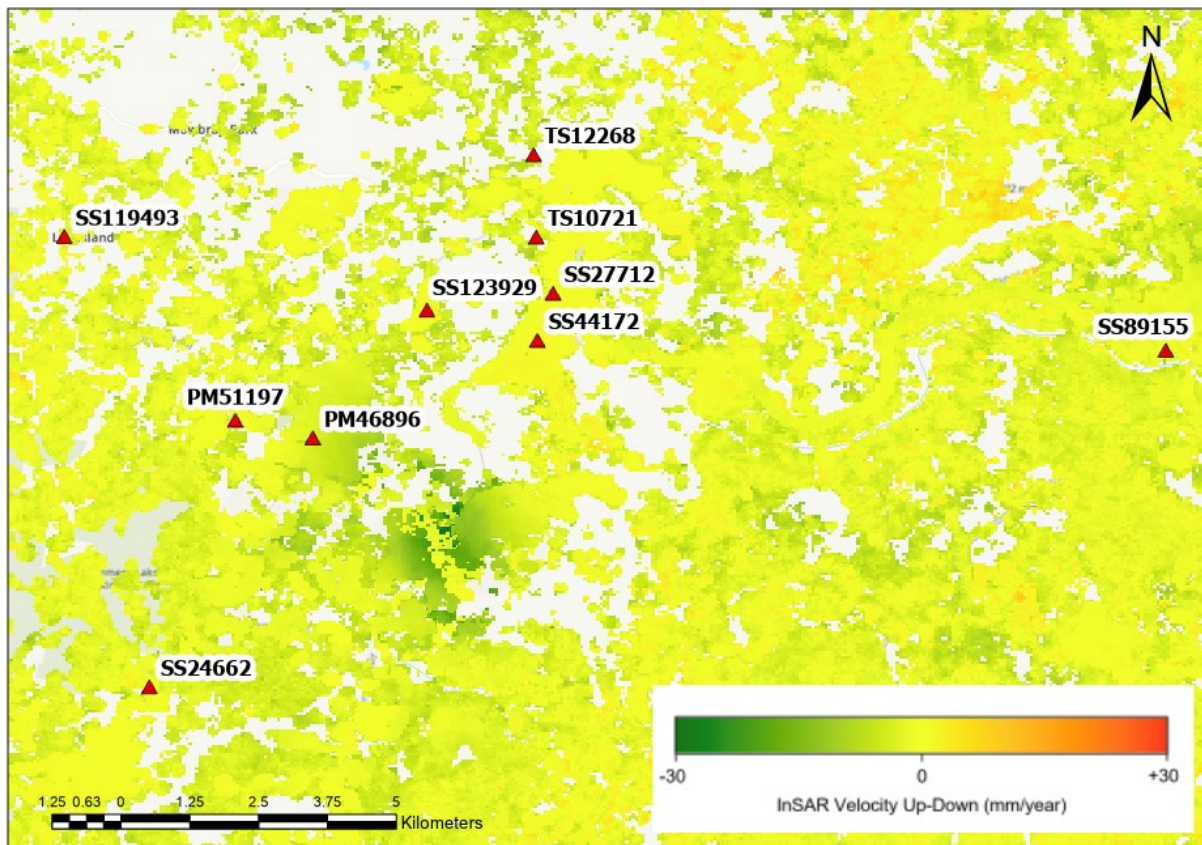 N
TS12268
SS119493
TS10721
SS27712
SS123929
SS44172
SS89155
PM51197
PM46896
SS24662
1.25 0.63 0 1.25 2.5 3.75 5
Kilometers
-30 0 +30
InSAR Velocity Up-Down (mm/year)